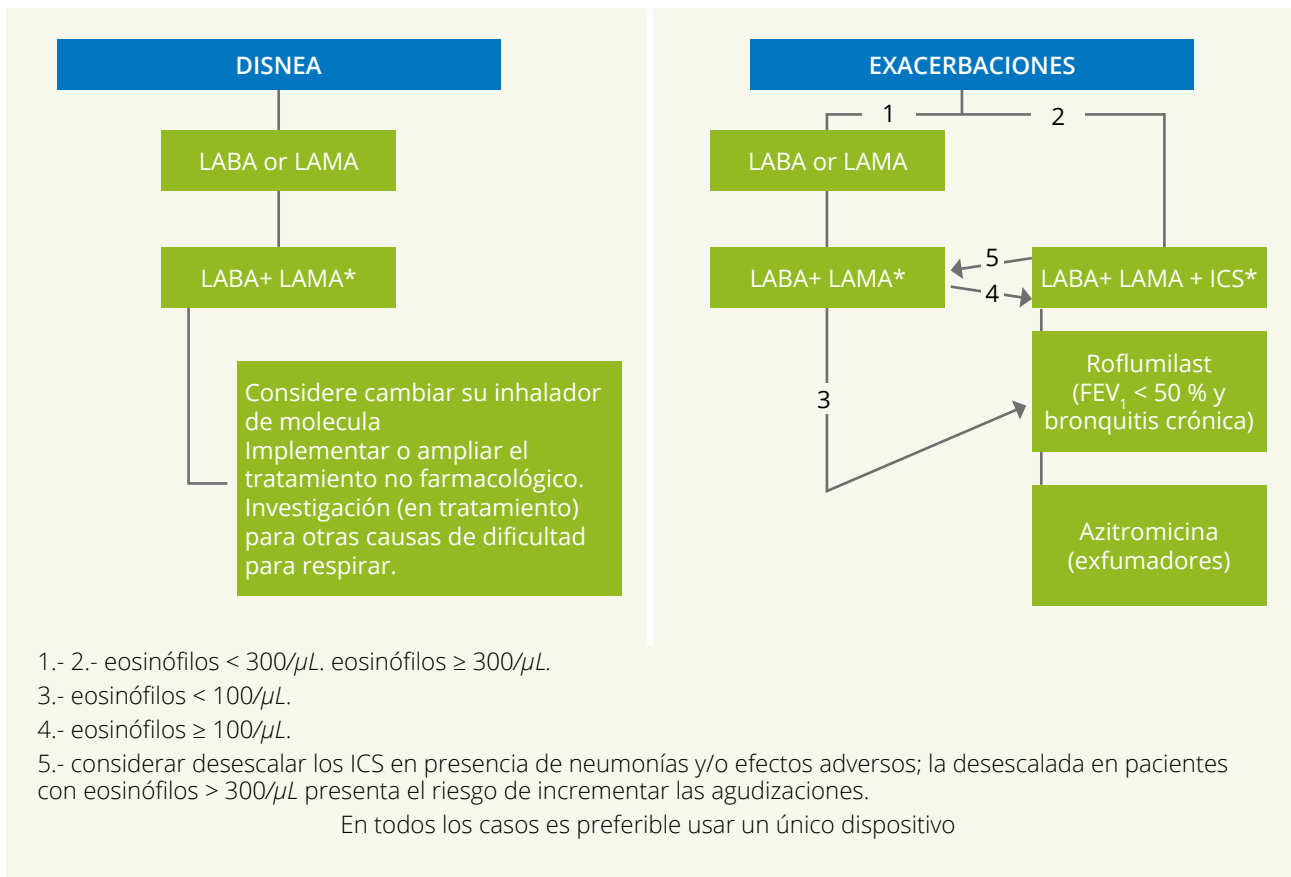 DISNEA
LABA or LAMA
LABA+ LAMA*
Considere cambiar su inhalador
de molecula
Implementar o ampliar el
tratamiento no farmacológico.
Investigación (en tratamiento)
para otras causas de dificultad
para respirar.
EXACERBACIONES
1
2
LABA or LAMA
LABA+ LAMA*
5
4
LABA+ LAMA + ICS*
3
Roflumilast
(FEV₁ < 50 % y
bronquitis crónica)
Azitromicina
(exfumadores)
1.- 2.- eosinófilos < 300/µL. eosinófilos ≥ 300/µL.
3.- eosinófilos < 100/µL.
4.- eosinófilos ≥ 100/µL.
5.- considerar desescalar los ICS en presencia de neumonías y/o efectos adversos; la desescalada en pacientes
con eosinófilos > 300/µL presenta el riesgo de incrementar las agudizaciones.
En todos los casos es preferible usar un único dispositivo